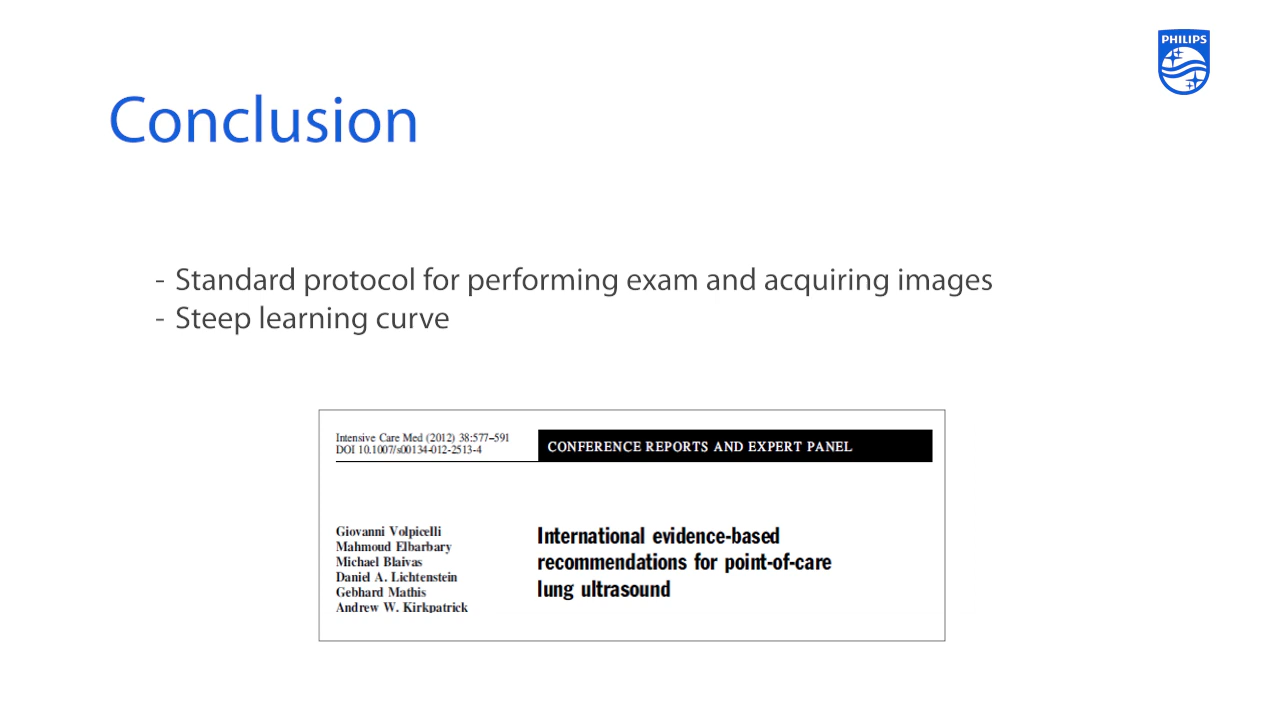 PHILIPS
Conclusion
- Standard protocol for performing exam and acquiring images
- Steep learning curve
Intensive Care Med (2012) 38:577–591
DOI 10.1007/s00134-012-2513-4
CONFERENCE REPORTS AND EXPERT PANEL
Giovanni Volpicelli
Mahmoud Elbarbary
Michael Blaivas
Daniel A. Lichtenstein
Gebhard Mathis
Andrew W. Kirkpatrick
International evidence-based
recommendations for point-of-care
lung ultrasound